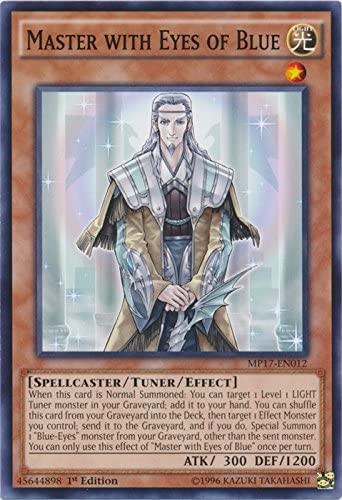 MASTER WITH EYES OF BLUE
LIGHT
光
MP17-EN012
[SPELLCASTER/TUNER/EFFECT]
When this card is Normal Summoned: You can target 1 Level 1 LIGHT
Tuner monster in your Graveyard; add it to your hand. You can shuffle
this card from your Graveyard into the Deck, then target 1 Effect Monster
you control; send it to the Graveyard, and if you do, Special Summon
1 "Blue-Eyes" monster from your Graveyard, other than the sent monster.
You can only use this effect of "Master with Eyes of Blue" once per turn.
ATK/ 300 DEF/1200
45644898 1st Edition ©1996 KAZUKI TAKAHASHI